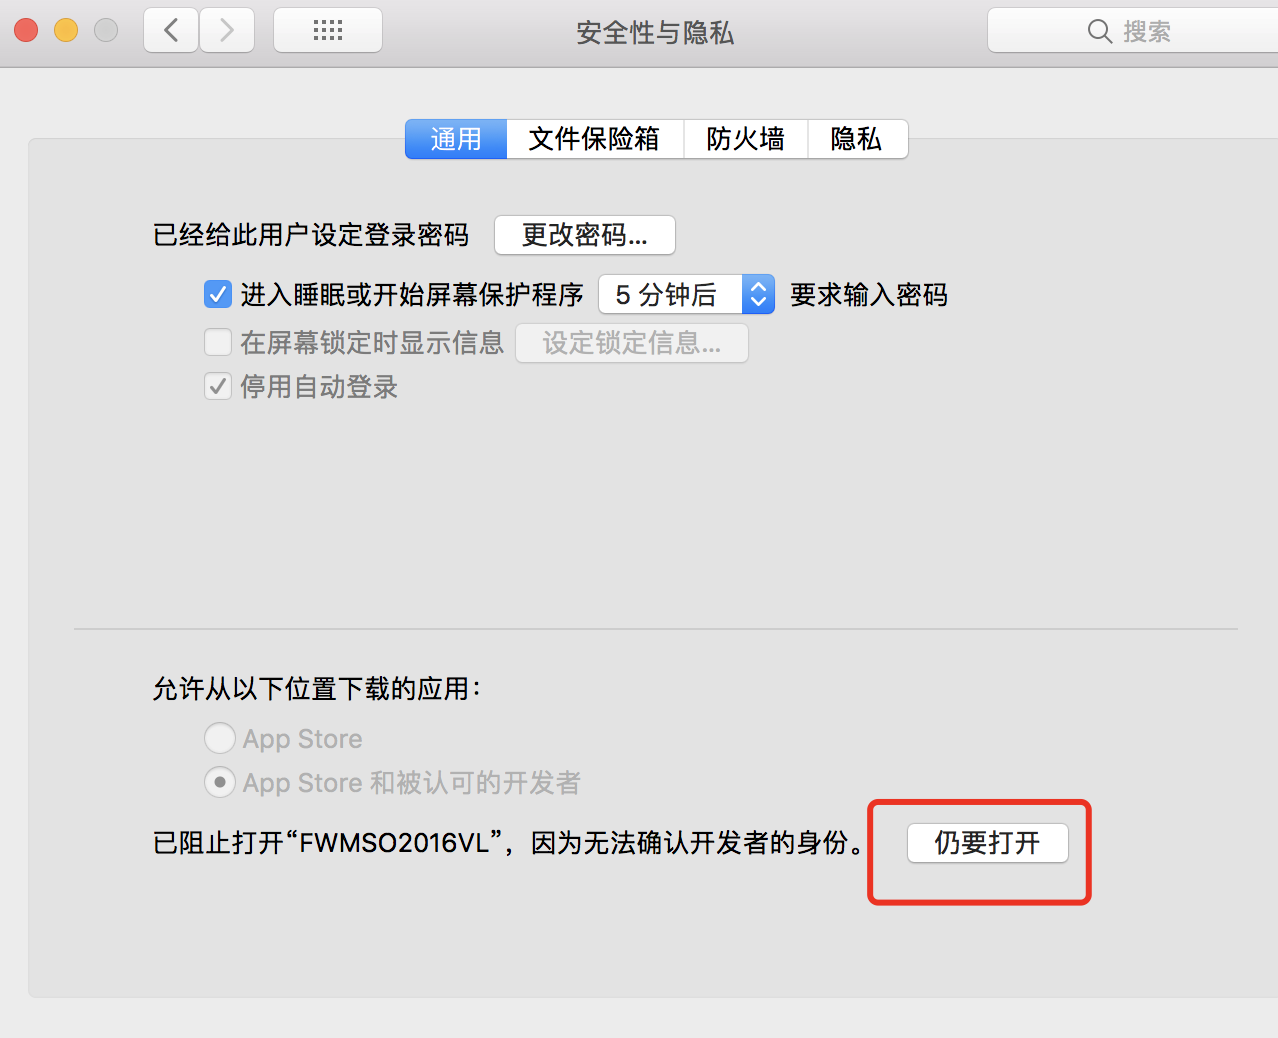 安全性与隐私
搜索
通用 文件保险箱 防火墙 隐私
已经给此用户设定登录密码 更改密码...
进入睡眠或开始屏幕保护程序 5 分钟后 要求输入密码
在屏幕锁定时显示信息 设定锁定信息...
停用自动登录
允许从以下位置下载的应用：
App Store
App Store 和被认可的开发者
已阻止打开“FWMSO2016VL”，因为无法确认开发者的身份。 仍要打开